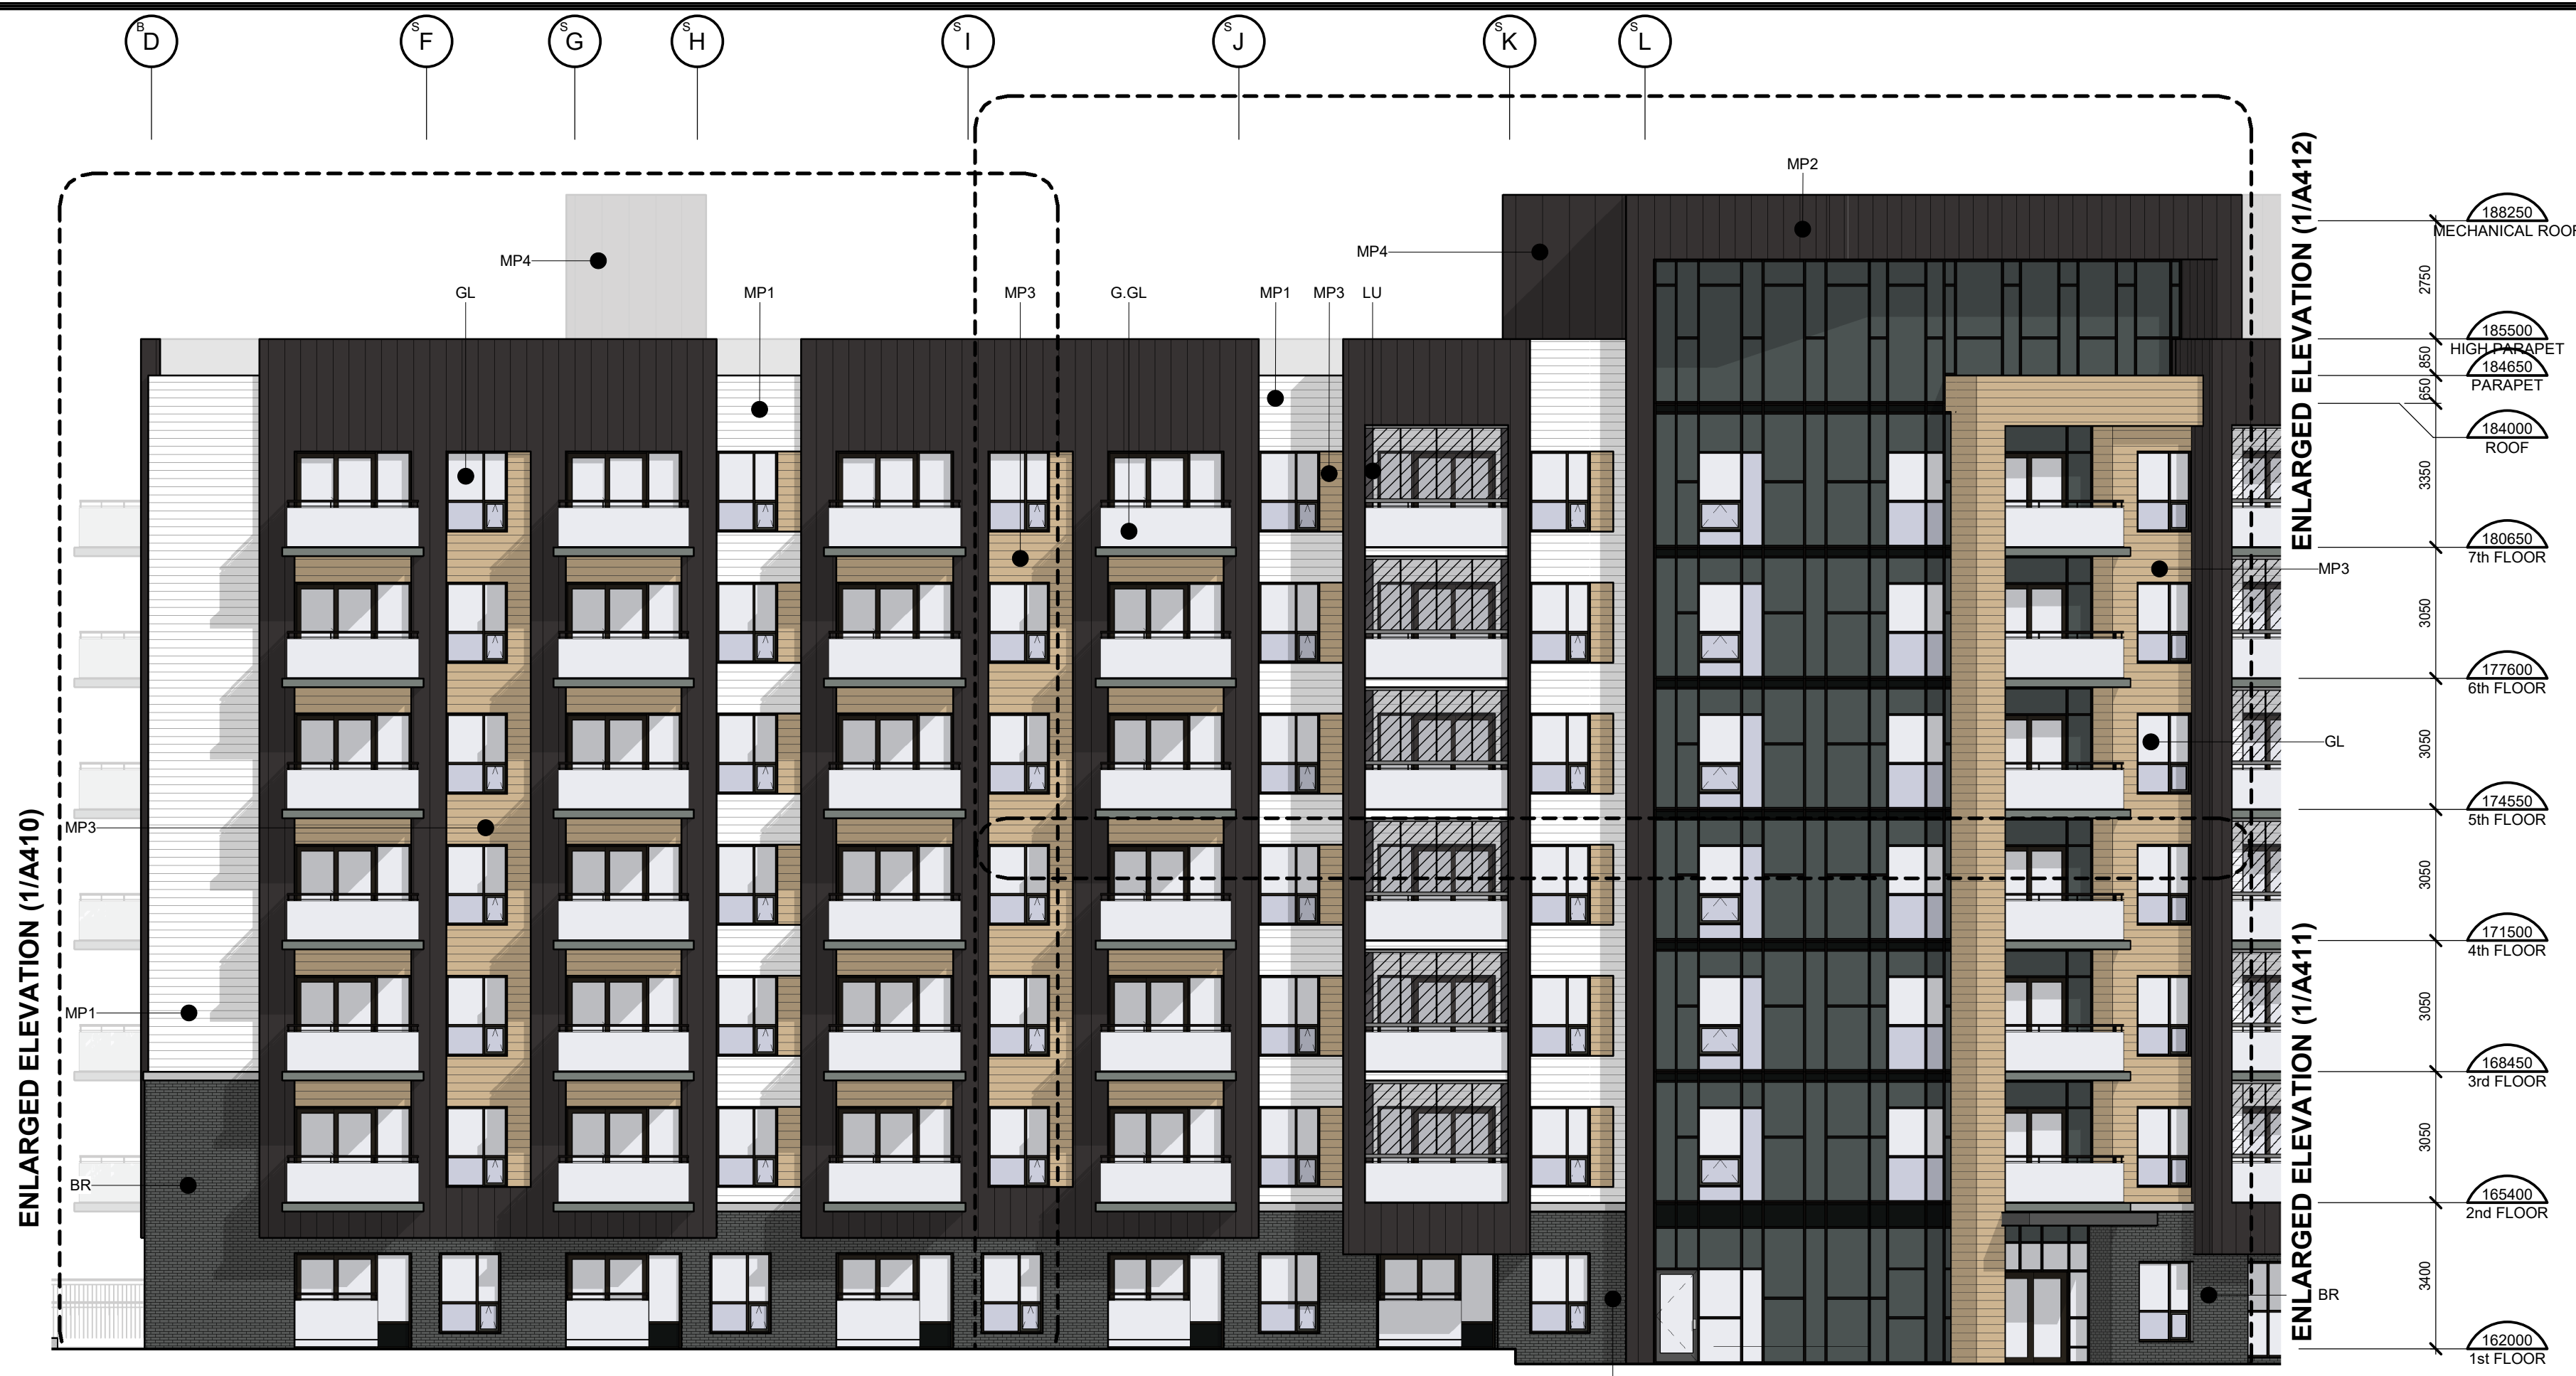 B D
S F
S G
S H
S I
S J
S K
S L
MP2
MP4
MP4
GL
MP1
MP3
G.GL
MP1
MP3
LU
MP3
MP1
BR
MP3
GL
BR
ENLARGED ELEVATION (1/A410)
ENLARGED ELEVATION (1/A412)
ENLARGED ELEVATION (1/A411)
188250
MECHANICAL ROOF
2750
185500
HIGH PARAPET
850
184650
PARAPET
650
184000
ROOF
3350
180650
7th FLOOR
3050
177600
6th FLOOR
3050
174550
5th FLOOR
3050
171500
4th FLOOR
3050
168450
3rd FLOOR
3050
165400
2nd FLOOR
3400
162000
1st FLOOR